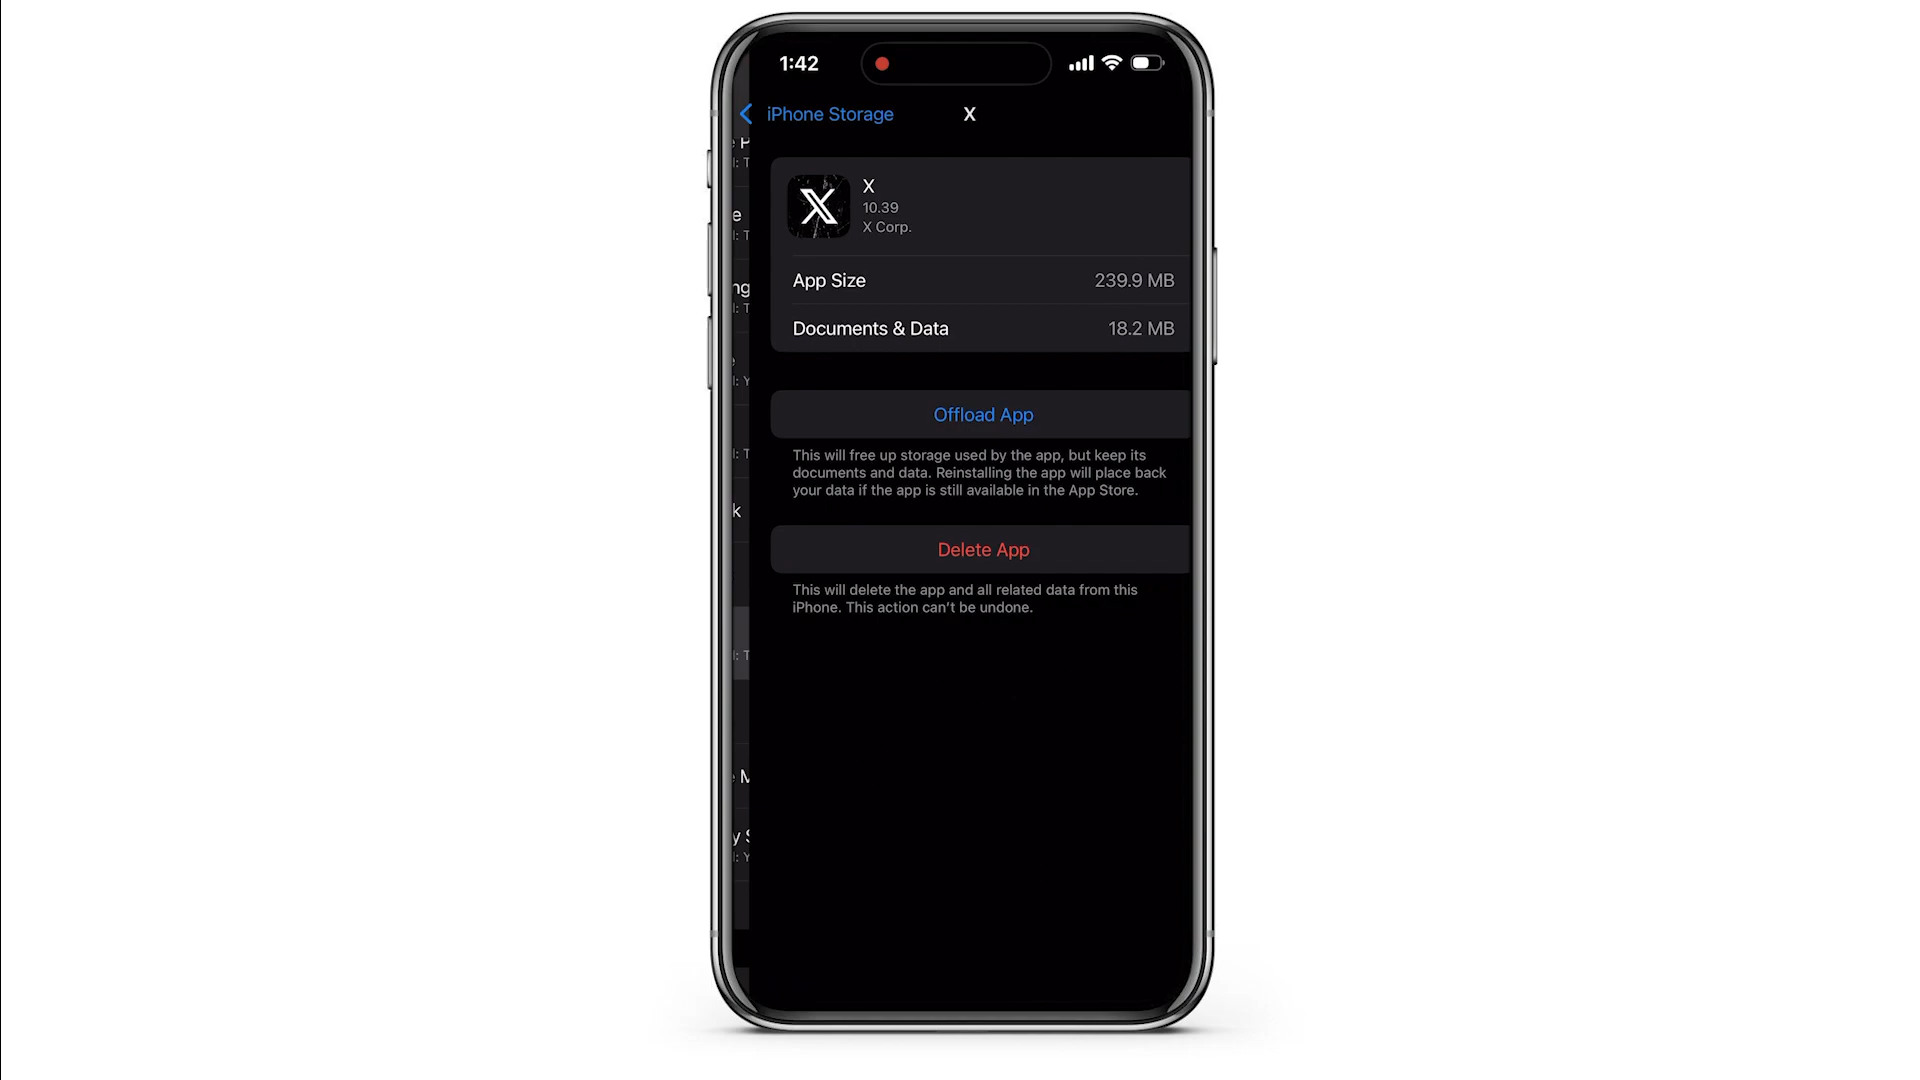 1:42
iPhone Storage
X
X
10.39
X Corp.
App Size 239.9 MB
Documents & Data 18.2 MB
Offload App
This will free up storage used by the app, but keep its
documents and data. Reinstalling the app will place back
your data if the app is still available in the App Store.
Delete App
This will delete the app and all related data from this
iPhone. This action can't be undone.